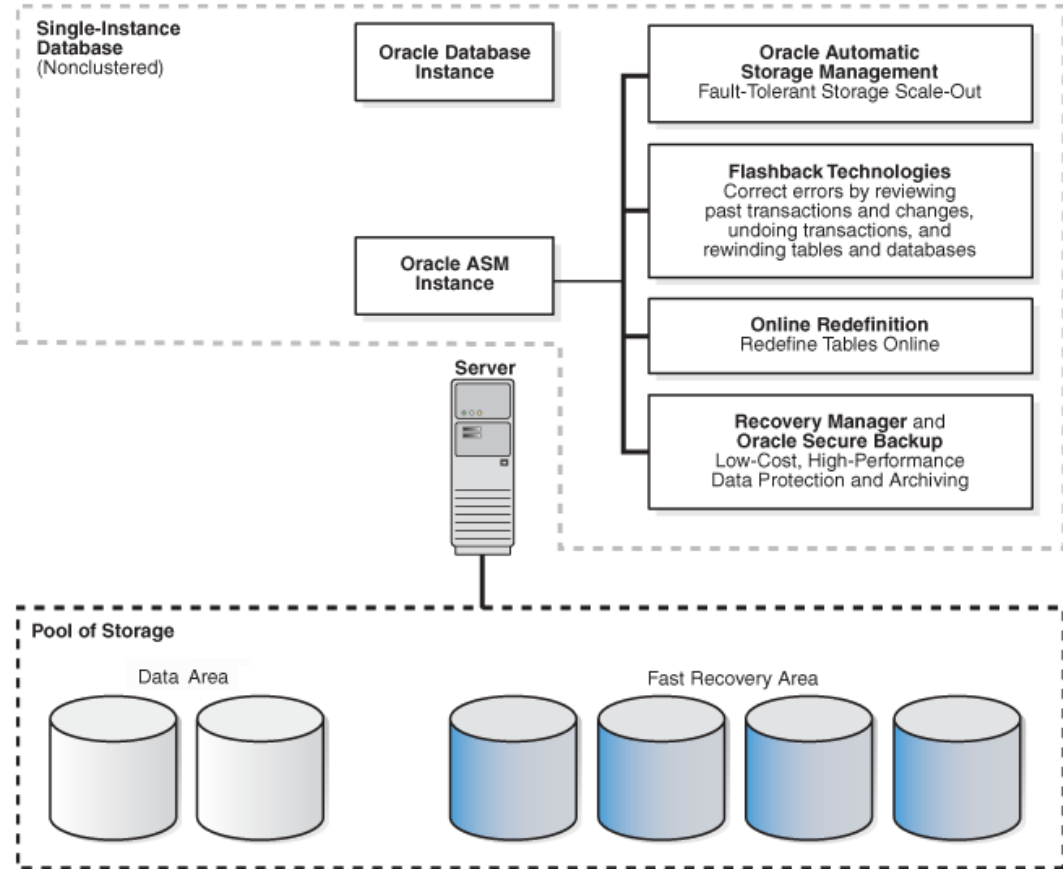 Single-Instance
Database
(Nonclustered)
Oracle Database
Instance
Oracle ASM
Instance
Oracle Automatic
Storage Management
Fault-Tolerant Storage Scale-Out
Flashback Technologies
Correct errors by reviewing
past transactions and changes,
undoing transactions, and
rewinding tables and databases
Online Redefinition
Redefine Tables Online
Recovery Manager and
Oracle Secure Backup
Low-Cost, High-Performance
Data Protection and Archiving
Server
Pool of Storage
Data Area
Fast Recovery Area